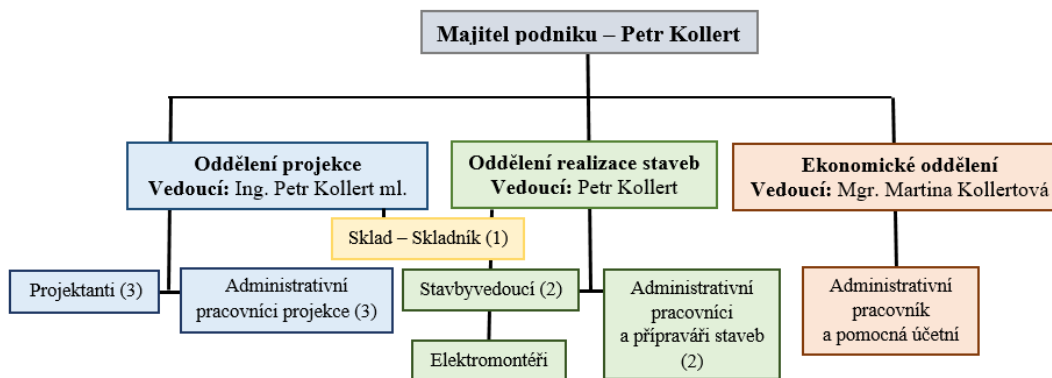 Majitel podniku – Petr Kollert
Oddělení projekce
Vedoucí: Ing. Petr Kollert ml.
Oddělení realizace staveb
Vedoucí: Petr Kollert
Ekonomické oddělení
Vedoucí: Mgr. Martina Kollertová
Sklad – Skladník (1)
Projektanti (3)
Administrativní
pracovníci projekce (3)
Stavbyvedoucí (2)
Administrativní
pracovníci
a přípraváři staveb
(2)
Administrativní
pracovník
a pomocná účetní
Elektromontéři